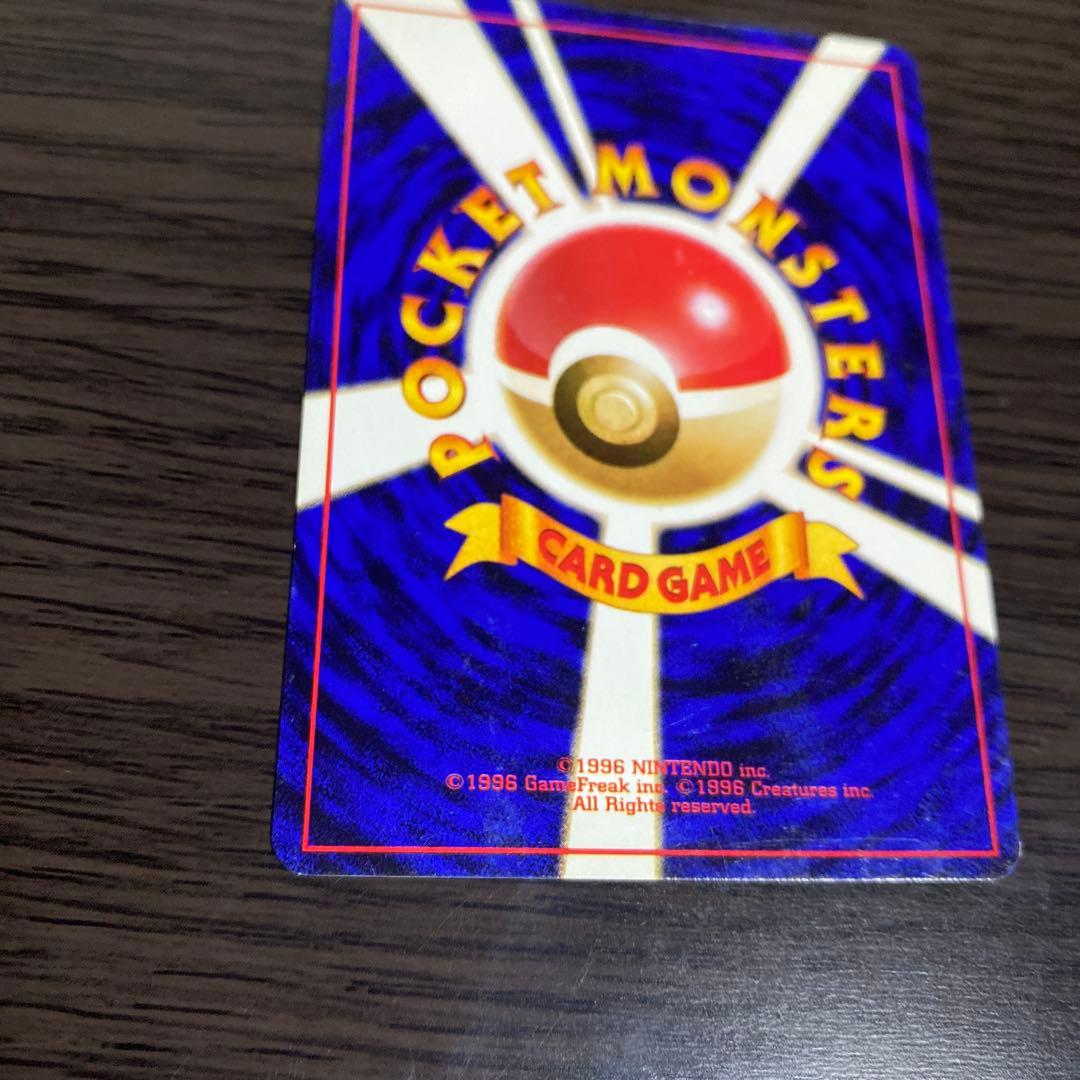 POCKET MONSTERS
CARD GAME
©1996 NINTENDO inc.
©1996 GameFreak inc. ©1996 Creatures inc.
All Rights reserved.